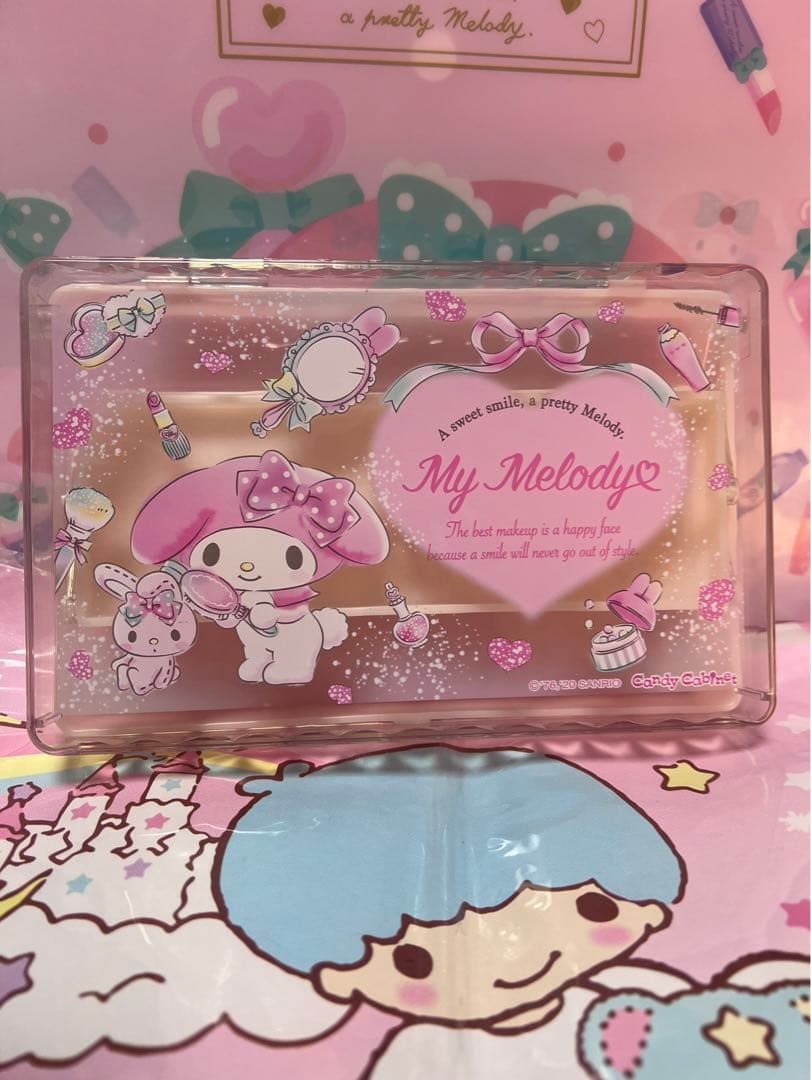 a pretty Melody.
A sweet smile, a pretty Melody.
My Melody
The best makeup is a happy face
because a smile will never go out of style.
© '76, '20 SANRIO Candy Cabinet